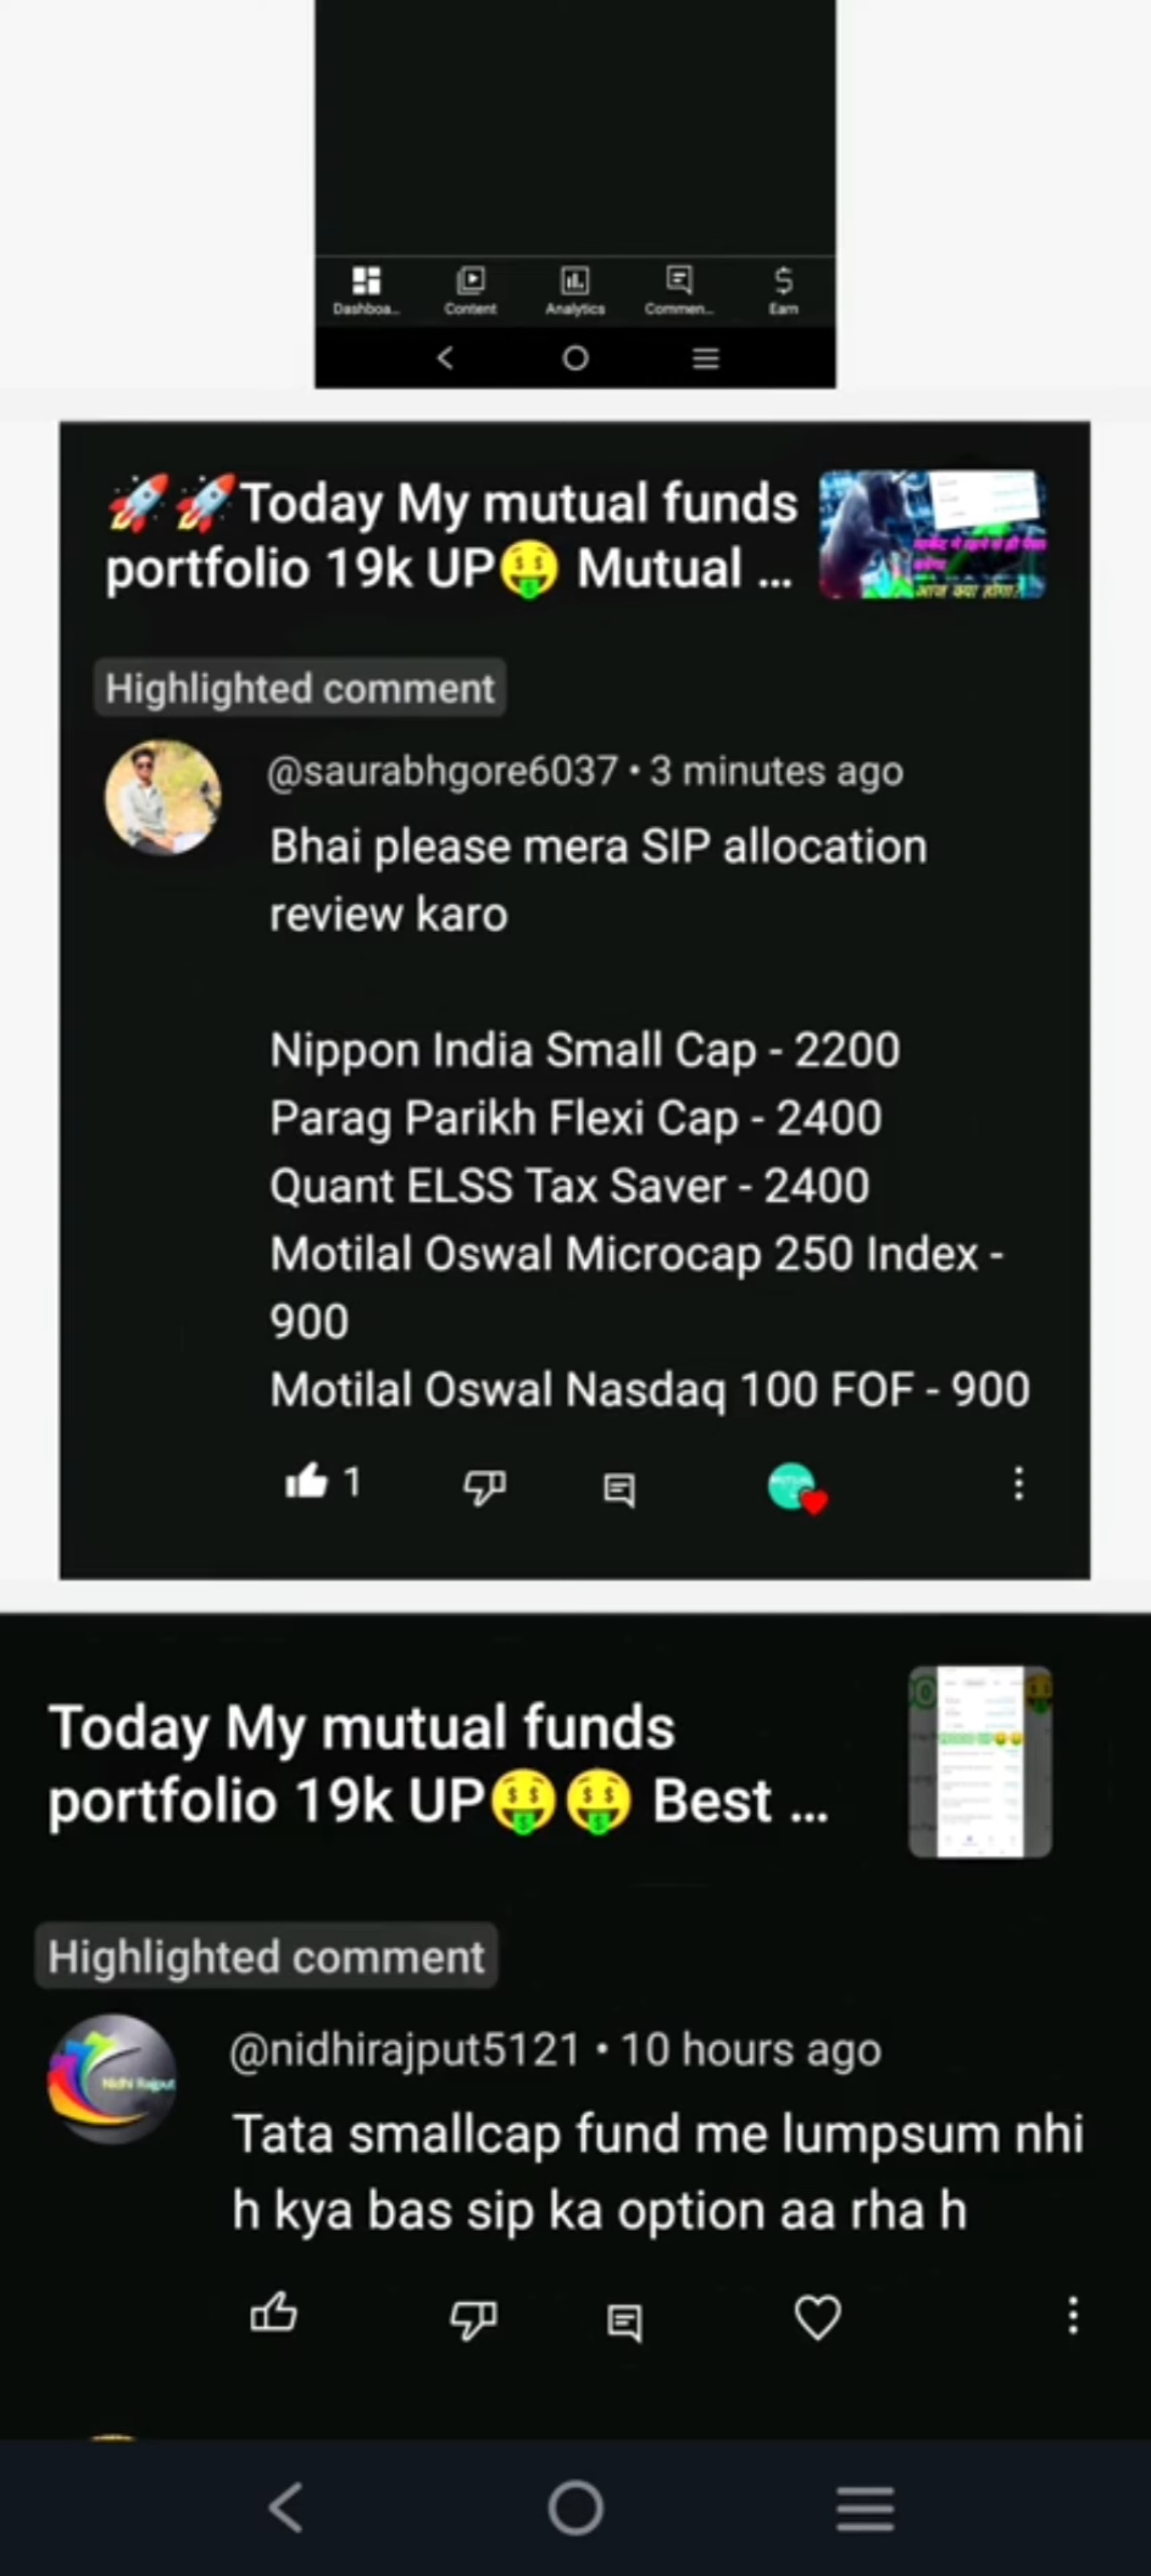 Dashboa...
Content
Analytics
Commen...
Earn
🚀🚀Today My mutual funds
portfolio 19k UP🤑 Mutual ...
आज क्या होगा?
Highlighted comment
@saurabhgore6037 • 3 minutes ago
Bhai please mera SIP allocation
review karo
Nippon India Small Cap - 2200
Parag Parikh Flexi Cap - 2400
Quant ELSS Tax Saver - 2400
Motilal Oswal Microcap 250 Index -
900
Motilal Oswal Nasdaq 100 FOF - 900
1
Today My mutual funds
portfolio 19k UP🤑🤑 Best ...
Highlighted comment
Nidhi Rajput
@nidhirajput5121 • 10 hours ago
Tata smallcap fund me lumpsum nhi
h kya bas sip ka option aa rha h